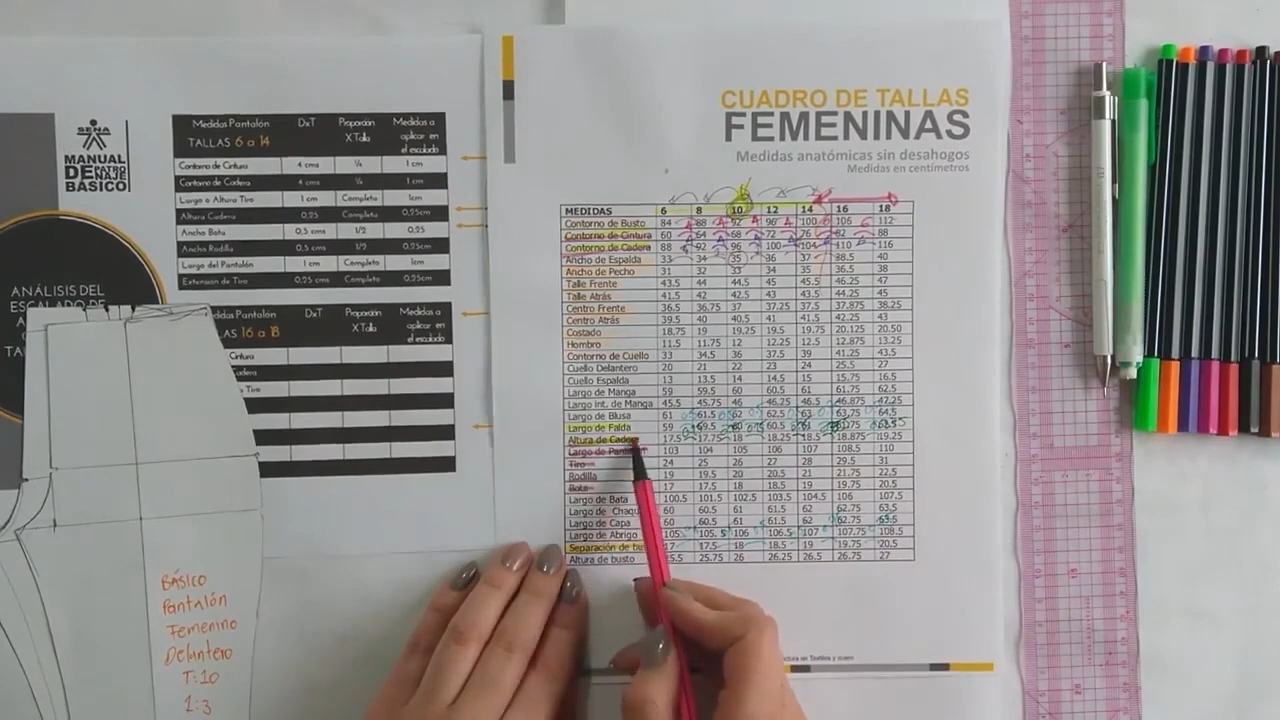 SENA
MANUAL
DE PATRONAJE
BÁSICO
ANÁLISIS DEL
ESCALADO DE
Medidas Pantalón DxT Proporción X Talla Medidas a aplicar en el escalado
TALLAS 6 a 14
Contorno de Cintura 4 cms 1/4 1 cm
Contorno de Cadera 4 cms 1/4 1 cm
Largo o Altura Tiro 1 cm Completo 1 cm
Altura Cadera 0,25 Completo 0,25cm
Ancho Bota 0,5 cms 1/2 0,25
Ancho Rodilla 0,5 cms 1/2 0,25cm
Largo del Pantalón 1 cm Completo 1cm
Extension de Tiro 0,25 cms Completo 0,25cm
Medidas Pantalón DxT Proporción X Talla Medidas a aplicar en el escalado
16 a 18
Cintura
Tiro
BÁSICO
Pantalón
Femenino
Delantero
T:10
1:3
CUADRO DE TALLAS
FEMENINAS
Medidas anatómicas sin desahogos
Medidas en centímetros
MEDIDAS 6 8 10 12 14 16 18
Contorno de Busto 84 88 92 96 100 106 112
Contorno de Cintura 60 64 68 72 76 82 88
Contorno de Cadera 88 92 96 100 104 110 116
Ancho de Espalda 33 34 35 36 37 38.5 40
Ancho de Pecho 31 32 33 34 35 36.5 38
Talle Frente 43.5 44 44.5 45 45.5 46.25 47
Talle Atrás 41.5 42 42.5 43 43.5 44.25 45
Centro Frente 36.5 36.75 37 37.25 37.5 37.875 38.25
Centro Atrás 39.5 40 40.5 41 41.5 42.25 43
Costado 18.75 19 19.25 19.5 19.75 20.125 20.50
Hombro 11.5 11.75 12 12.25 12.5 12.875 13.25
Contorno de Cuello 33 34.5 36 37.5 39 41.25 43.5
Cuello Delantero 20 21 22 23 24 25.5 27
Cuello Espalda 13 13.5 14 14.5 15 15.75 16.5
Largo de Manga 59 59.5 60 60.5 61 61.75 62.5
Largo int. de Manga 45.5 45.75 46 46.25 46.5 46.875 47.25
Largo de Blusa 61 61.5 62 62.5 63 63.75 64.5
Largo de Falda 59 59.5 60
Altura de Cadera 17.5 17.75 18 18.25 18.5 18.875 19.25
Largo de 103 104 105 106 107 108.5 110
Tiro 24 25 26 27 28 29.5 31
Rodilla 19 19.5 20 20.5 21 21.75 22.5
Bota 17 17.5 18 18.5 19 19.75 20.5
Largo de Bata 100.5 101.5 102.5 103.5 104.5 106 107.5
Largo de 60 60.5 61 61.5 62 62.75 63.5
Largo de Capa 60 60.5 61 61.5 62 62.75 63.5
Largo de Abrigo 105 105.5 106 106.5 107 107.75 108.5
Separación de 17 17.5 18 18.5 19 19.75 20.5
Altura de busto 25.75 26 26.25 26.5 26.75 27